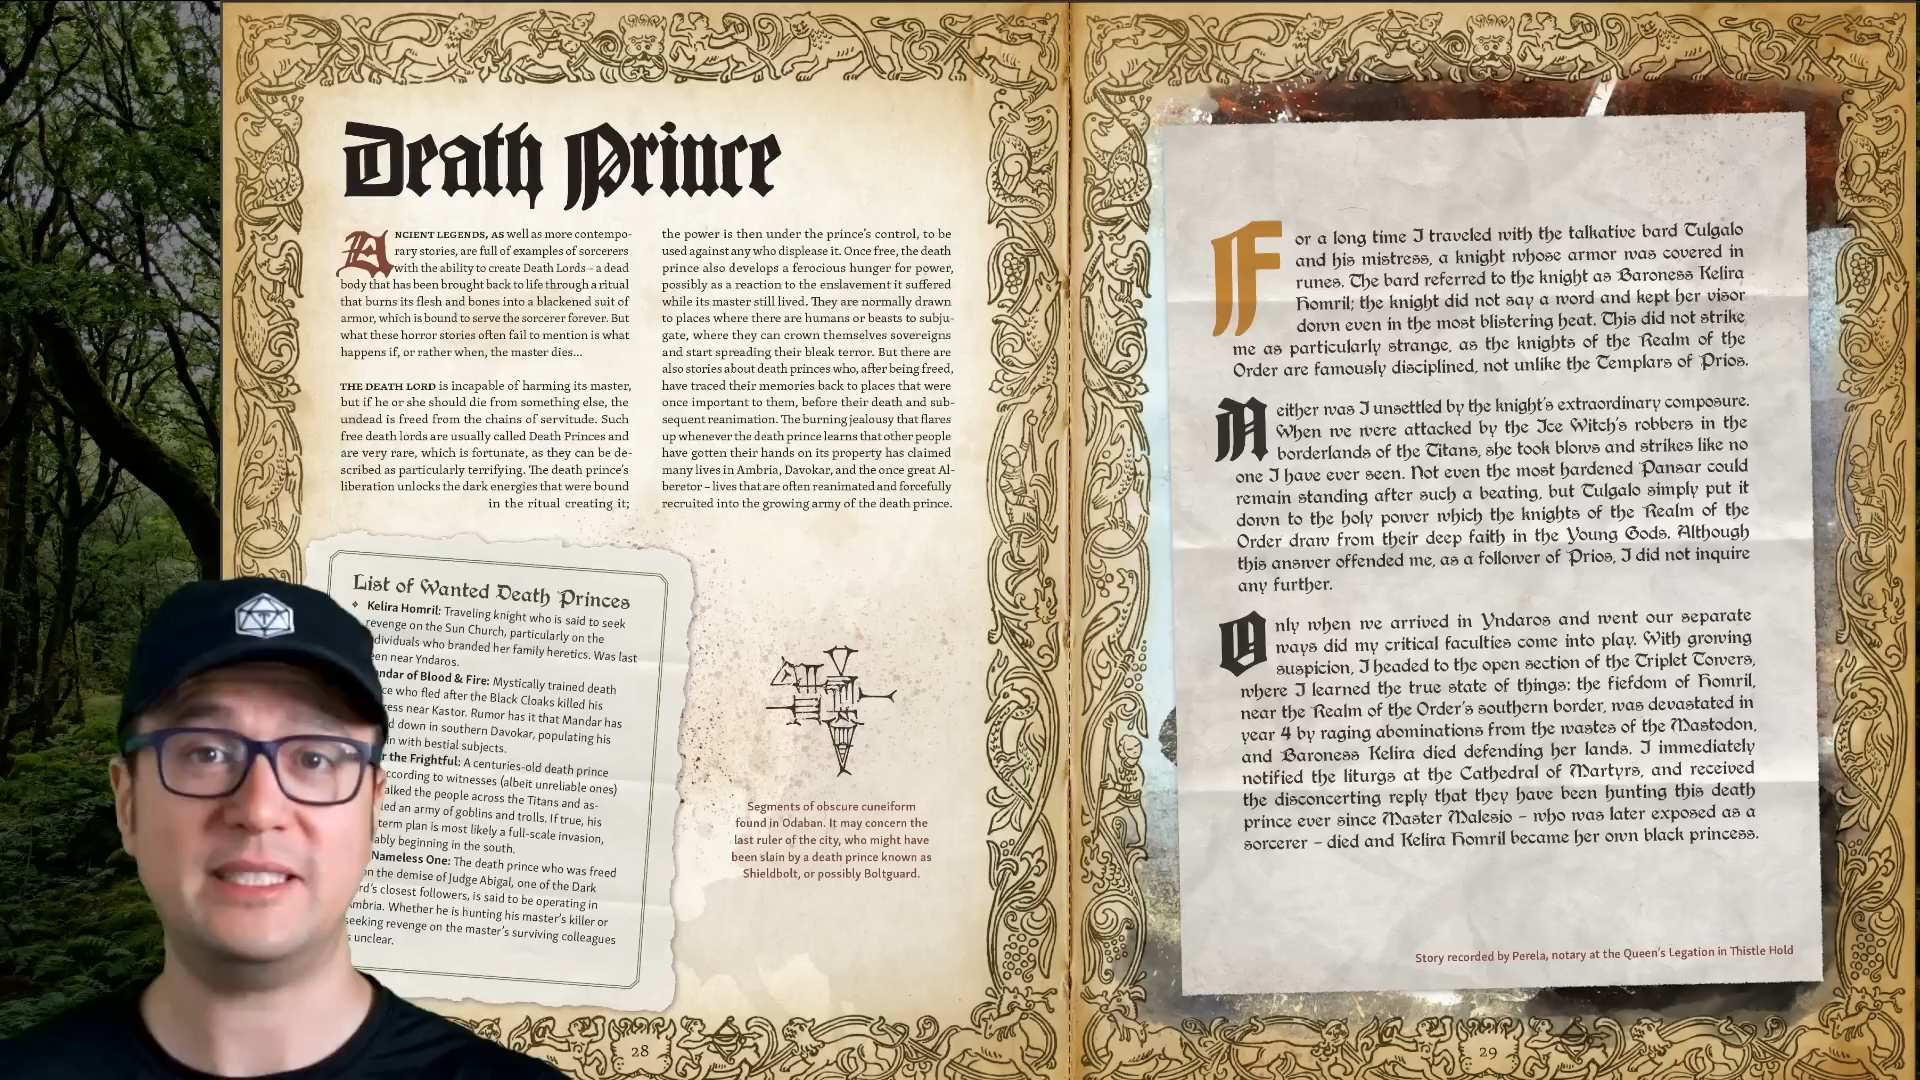 Death Prince
ANCIENT LEGENDS, AS well as more contempo-
rary stories, are full of examples of sorcerers
with the ability to create Death Lords – a dead
body that has been brought back to life through a ritual
that burns its flesh and bones into a blackened suit of
armor, which is bound to serve the sorcerer forever. But
what these horror stories often fail to mention is what
happens if, or rather when, the master dies...
THE DEATH LORD is incapable of harming its master,
but if he or she should die from something else, the
undead is freed from the chains of servitude. Such
free death lords are usually called Death Princes and
are very rare, which is fortunate, as they can be de-
scribed as particularly terrifying. The death prince's
liberation unlocks the dark energies that were bound
in the ritual creating it;
the power is then under the prince's control, to be
used against any who displease it. Once free, the death
prince also develops a ferocious hunger for power,
possibly as a reaction to the enslavement it suffered
while its master still lived. They are normally drawn
to places where there are humans or beasts to subju-
gate, where they can crown themselves sovereigns
and start spreading their bleak terror. But there are
also stories about death princes who, after being freed,
have traced their memories back to places that were
once important to them, before their death and sub-
sequent reanimation. The burning jealousy that flares
up whenever the death prince learns that other people
have gotten their hands on its property has claimed
many lives in Ambria, Davokar, and the once great Al-
beretor – lives that are often reanimated and forcefully
recruited into the growing army of the death prince.
List of Wanted Death Princes
Kelira Homril: Traveling knight who is said to seek
revenge on the Sun Church, particularly on the
dividuals who branded her family heretics. Was last
een near Yndaros.
ndar of Blood & Fire: Mystically trained death
ce who fled after the Black Cloaks killed his
ress near Kastor. Rumor has it that Mandar has
d down in southern Davokar, populating his
in with bestial subjects.
r the Frightful: A centuries-old death prince
ccording to witnesses (albeit unreliable ones)
alked the people across the Titans and as-
led an army of goblins and trolls. If true, his
term plan is most likely a full-scale invasion,
ably beginning in the south.
Nameless One: The death prince who was freed
on the demise of Judge Abigal, one of the Dark
rd's closest followers, is said to be operating in
mbria. Whether he is hunting his master's killer or
seeking revenge on the master's surviving colleagues
s unclear.
Segments of obscure cuneiform
found in Odaban. It may concern the
last ruler of the city, who might have
been slain by a death prince known as
Shieldbolt, or possibly Boltguard.
28
For a long time I traveled with the talkative bard Tulgalo
and his mistress, a knight whose armor was covered in
runes. The bard referred to the knight as Baroness Kelira
Homril; the knight did not say a word and kept her visor
down even in the most blistering heat. This did not strike
me as particularly strange, as the knights of the Realm of the
Order are famously disciplined, not unlike the Templars of Prios.
Neither was I unsettled by the knight's extraordinary composure.
When we were attacked by the Ice Witch's robbers in the
borderlands of the Titans, she took blows and strikes like no
one I have ever seen. Not even the most hardened Pansar could
remain standing after such a beating, but Tulgalo simply put it
down to the holy power which the knights of the Realm of the
Order draw from their deep faith in the Young Gods. Although
this answer offended me, as a follower of Prios, I did not inquire
any further.
Only when we arrived in Yndaros and went our separate
ways did my critical faculties come into play. With growing
suspicion, I headed to the open section of the Triplet Towers,
where I learned the true state of things: the fiefdom of Homril,
near the Realm of the Order's southern border, was devastated in
year 4 by raging abominations from the wastes of the Mastodon,
and Baroness Kelira died defending her lands. I immediately
notified the liturgs at the Cathedral of Martyrs, and received
the disconcerting reply that they have been hunting this death
prince ever since Master Malesio – who was later exposed as a
sorcerer – died and Kelira Homril became her own black princess.
Story recorded by Perela, notary at the Queen's Legation in Thistle Hold
29